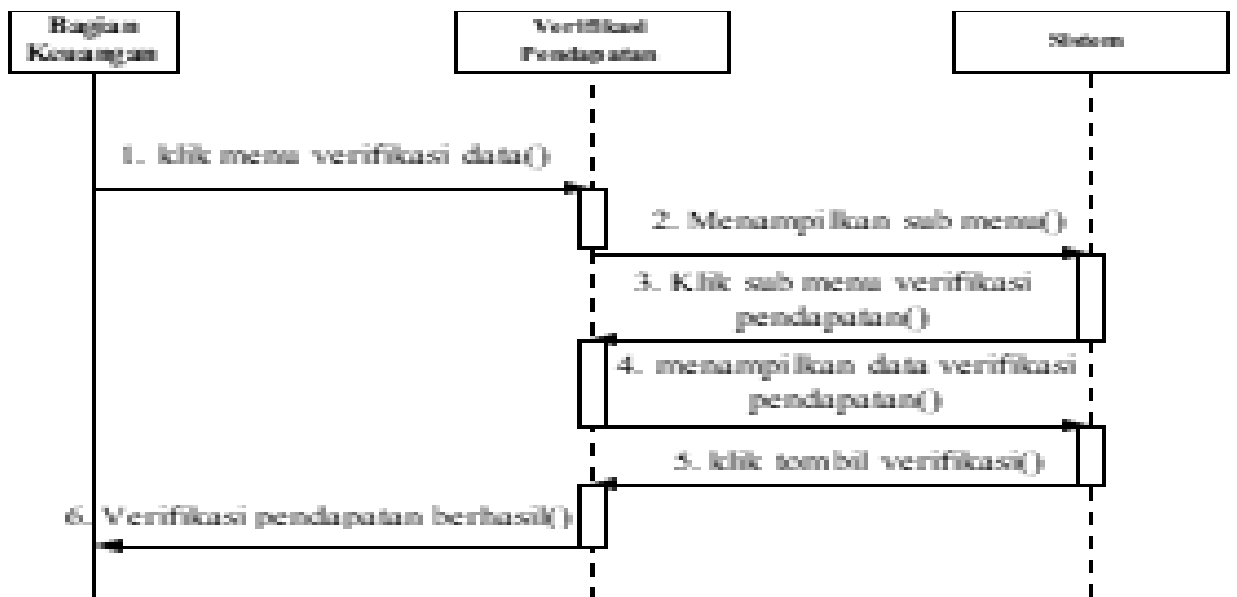 Bagian
Keuangan
Verifikasi
Pendapatan
Sistem
1. klik menu verifikasi data()
2. Menampilkan sub menu()
3. Klik sub menu verifikasi
pendapatan()
4. menampilkan data verifikasi
pendapatan()
5. klik tombil verifikasi()
6. Verifikasi pendapatan berhasil()